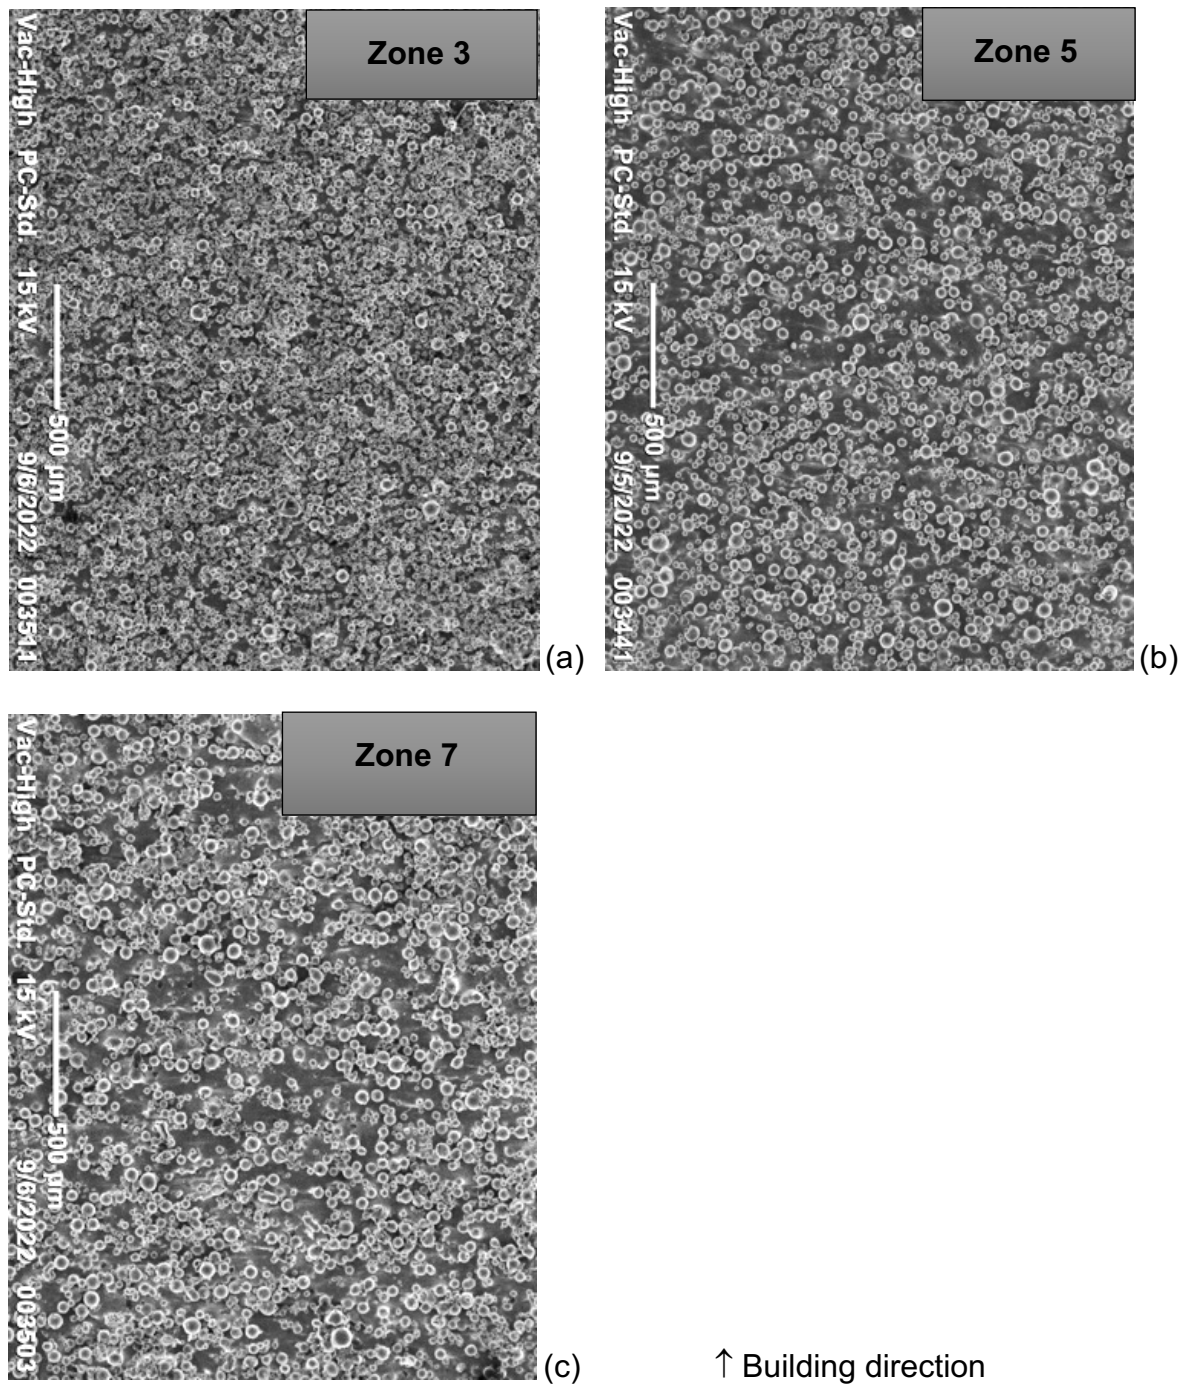 Zone 3
Vac-High PC-Std. 15 kV 500 µm 9/6/2022 003511
(a)
Zone 5
Vac-High PC-Std. 15 kV 500 µm 9/5/2022 003441
(b)
Zone 7
Vac-High PC-Std. 15 kV 500 µm 9/6/2022 003503
(c)
↑ Building direction